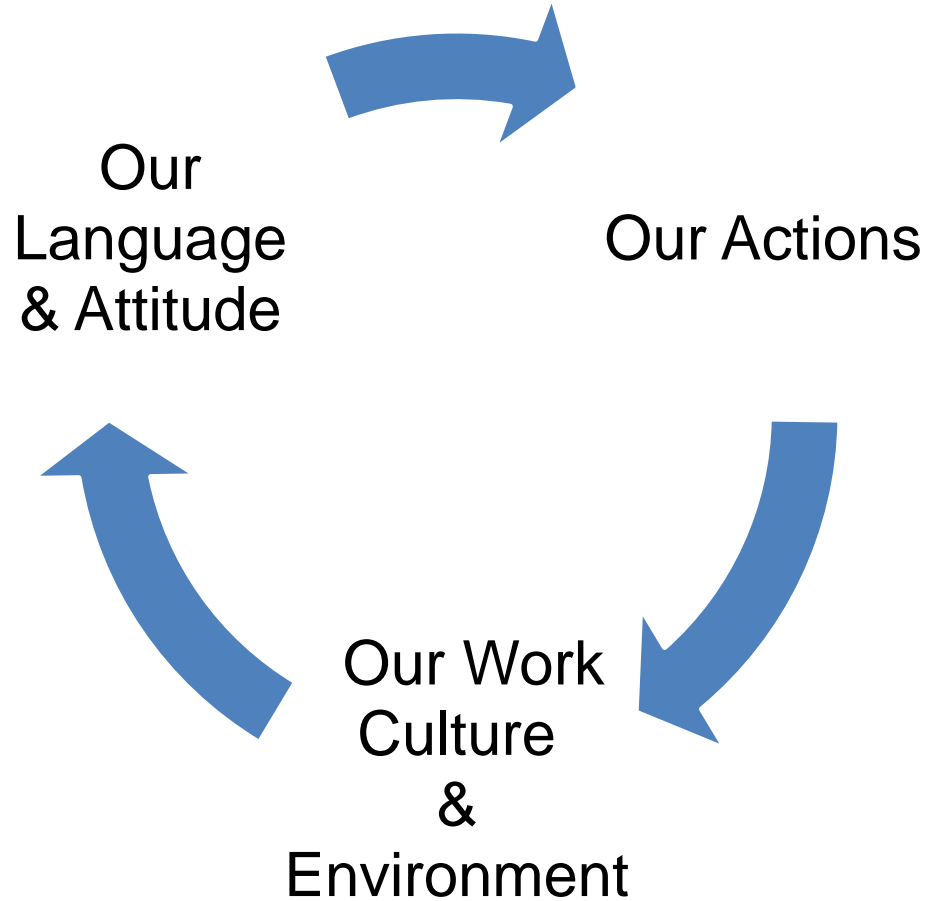 Our
Language
& Attitude
Our Actions
Our Work
Culture
&
Environment